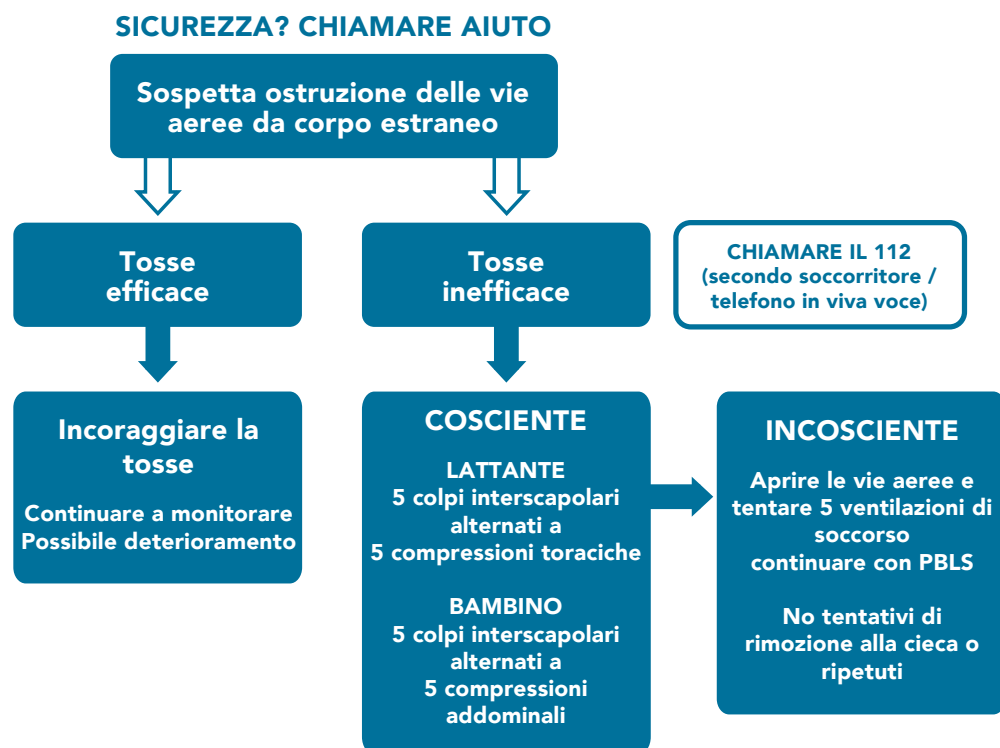 SICUREZZA? CHIAMARE AIUTO
Sospetta ostruzione delle vie
aeree da corpo estraneo
Tosse
efficace
Tosse
inefficace
CHIAMARE IL 112
(secondo soccorritore /
telefono in viva voce)
Incoraggiare la
tosse
Continuare a monitorare
Possibile deterioramento
COSCIENTE
LATTANTE
5 colpi interscapolari
alternati a
5 compressioni toraciche
BAMBINO
5 colpi interscapolari
alternati a
5 compressioni
addominali
INCOSCIENTE
Aprire le vie aeree e
tentare 5 ventilazioni di
soccorso
continuare con PBLS
No tentativi di
rimozione alla cieca o
ripetuti